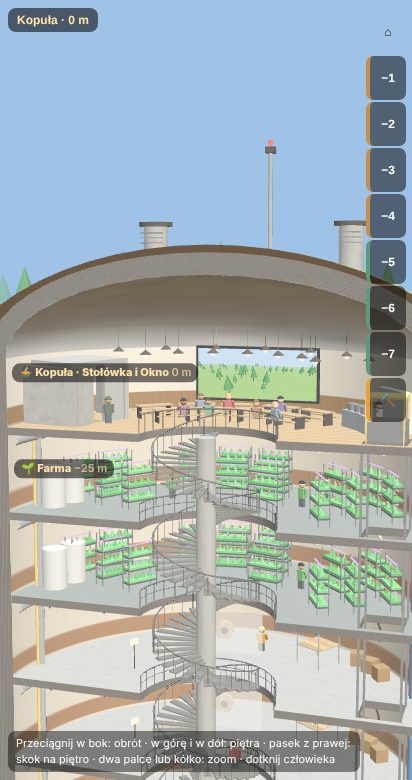 Kopuła · 0 m
⌂
−1
−2
−3
−4
−5
−6
−7
🍲 Kopuła · Stołówka i Okno 0 m
🌱 Farma −25 m
Przeciągnij w bok: obrót · w górę i w dół: piętra · pasek z prawej:
skok na piętro · dwa palce lub kółko: zoom · dotknij człowieka